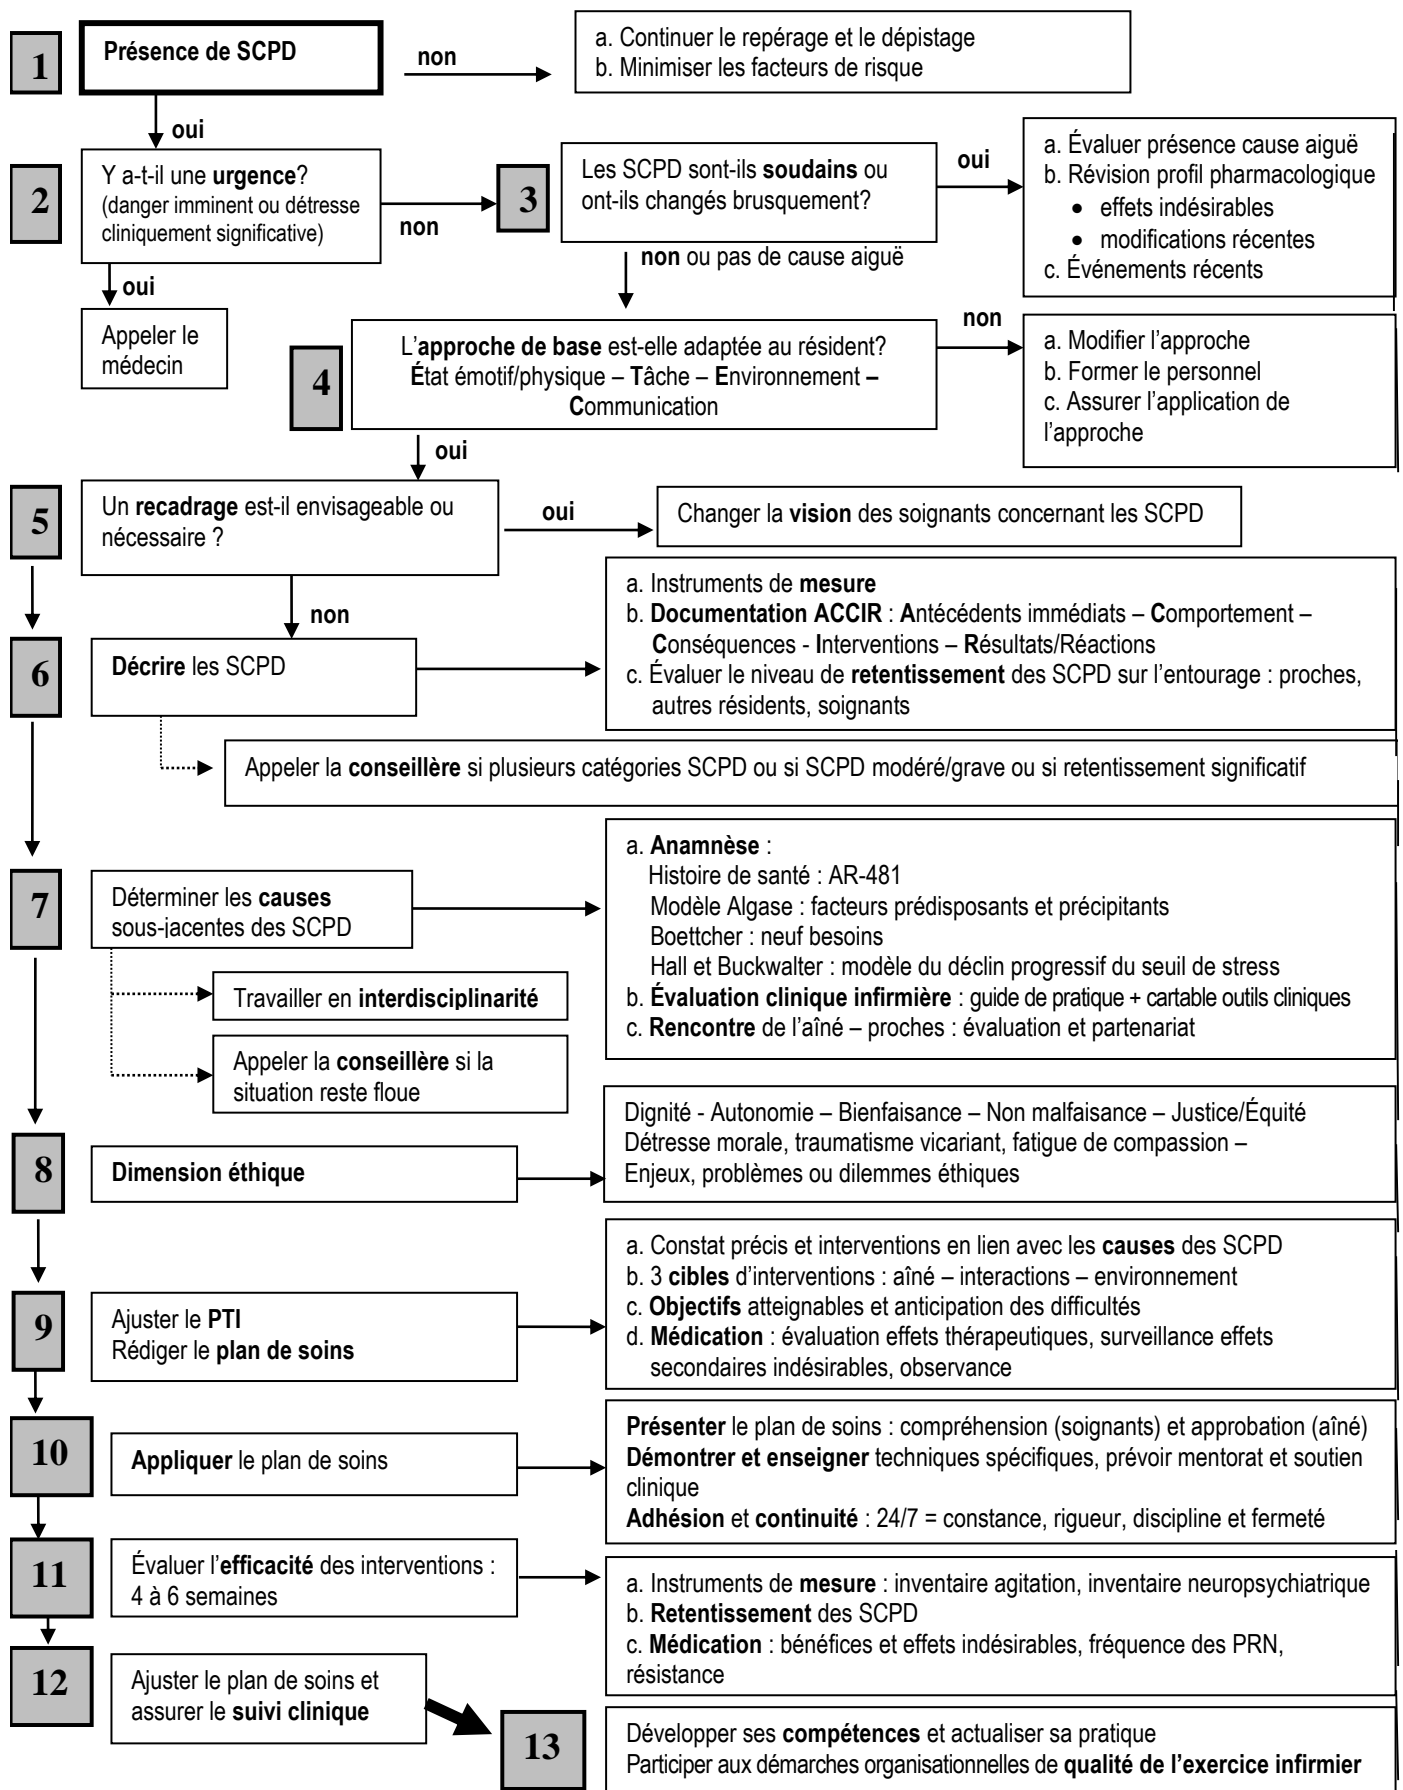 1
Présence de SCPD
non
a. Continuer le repérage et le dépistage
b. Minimiser les facteurs de risque
oui
2
Y a-t-il une urgence?
(danger imminent ou détresse
cliniquement significative)
non
3
Les SCPD sont-ils soudains ou
ont-ils changés brusquement?
oui
a. Évaluer présence cause aiguë
b. Révision profil pharmacologique
• effets indésirables
• modifications récentes
c. Événements récents
oui
Appeler le
médecin
non ou pas de cause aiguë
4
L'approche de base est-elle adaptée au résident?
État émotif/physique – Tâche – Environnement –
Communication
non
a. Modifier l'approche
b. Former le personnel
c. Assurer l'application de
l'approche
oui
5
Un recadrage est-il envisageable ou
nécessaire ?
oui
Changer la vision des soignants concernant les SCPD
non
6
Décrire les SCPD
a. Instruments de mesure
b. Documentation ACCIR : Antécédents immédiats – Comportement –
Conséquences - Interventions – Résultats/Réactions
c. Évaluer le niveau de retentissement des SCPD sur l'entourage : proches,
autres résidents, soignants
Appeler la conseillère si plusieurs catégories SCPD ou si SCPD modéré/grave ou si retentissement significatif
7
Déterminer les causes
sous-jacentes des SCPD
a. Anamnèse :
Histoire de santé : AR-481
Modèle Algase : facteurs prédisposants et précipitants
Boettcher : neuf besoins
Hall et Buckwalter : modèle du déclin progressif du seuil de stress
b. Évaluation clinique infirmière : guide de pratique + cartable outils cliniques
c. Rencontre de l'aîné – proches : évaluation et partenariat
Travailler en interdisciplinarité
Appeler la conseillère si la
situation reste floue
8
Dimension éthique
Dignité - Autonomie – Bienfaisance – Non malfaisance – Justice/Équité
Détresse morale, traumatisme vicariant, fatigue de compassion –
Enjeux, problèmes ou dilemmes éthiques
9
Ajuster le PTI
Rédiger le plan de soins
a. Constat précis et interventions en lien avec les causes des SCPD
b. 3 cibles d'interventions : aîné – interactions – environnement
c. Objectifs atteignables et anticipation des difficultés
d. Médication : évaluation effets thérapeutiques, surveillance effets
secondaires indésirables, observance
10
Appliquer le plan de soins
Présenter le plan de soins : compréhension (soignants) et approbation (aîné)
Démontrer et enseigner techniques spécifiques, prévoir mentorat et soutien
clinique
Adhésion et continuité : 24/7 = constance, rigueur, discipline et fermeté
11
Évaluer l'efficacité des interventions :
4 à 6 semaines
a. Instruments de mesure : inventaire agitation, inventaire neuropsychiatrique
b. Retentissement des SCPD
c. Médication : bénéfices et effets indésirables, fréquence des PRN,
résistance
12
Ajuster le plan de soins et
assurer le suivi clinique
13
Développer ses compétences et actualiser sa pratique
Participer aux démarches organisationnelles de qualité de l'exercice infirmier